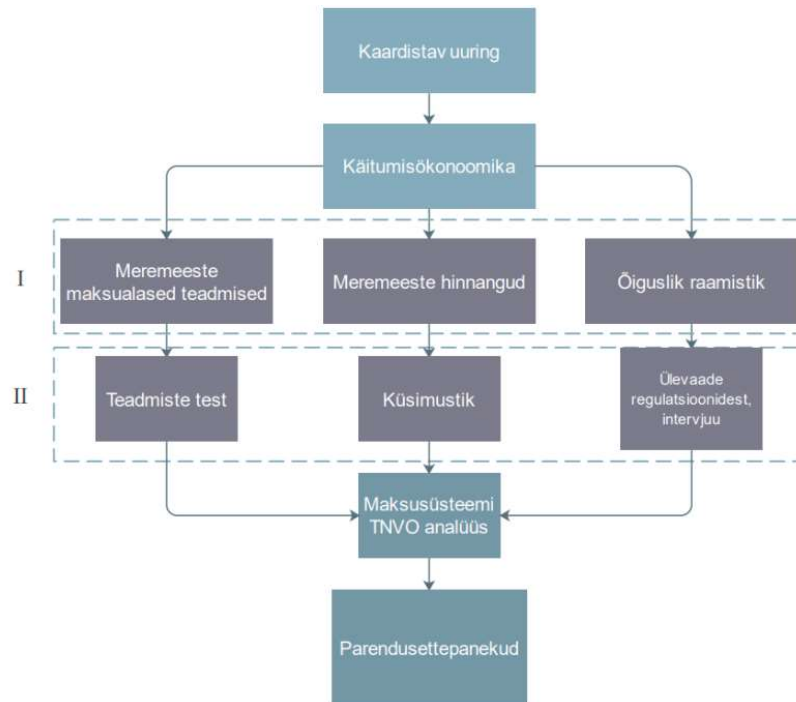 Kaardistav uuring
Käitumisökonoomika
I
Meremeeste
maksualased teadmised
Meremeeste hinnangud
Õiguslik raamistik
II
Teadmiste test
Küsimustik
Ülevaade
regulatsioonidest,
intervjuu
Maksusüsteemi
TNVO analüüs
Parendusettepanekud